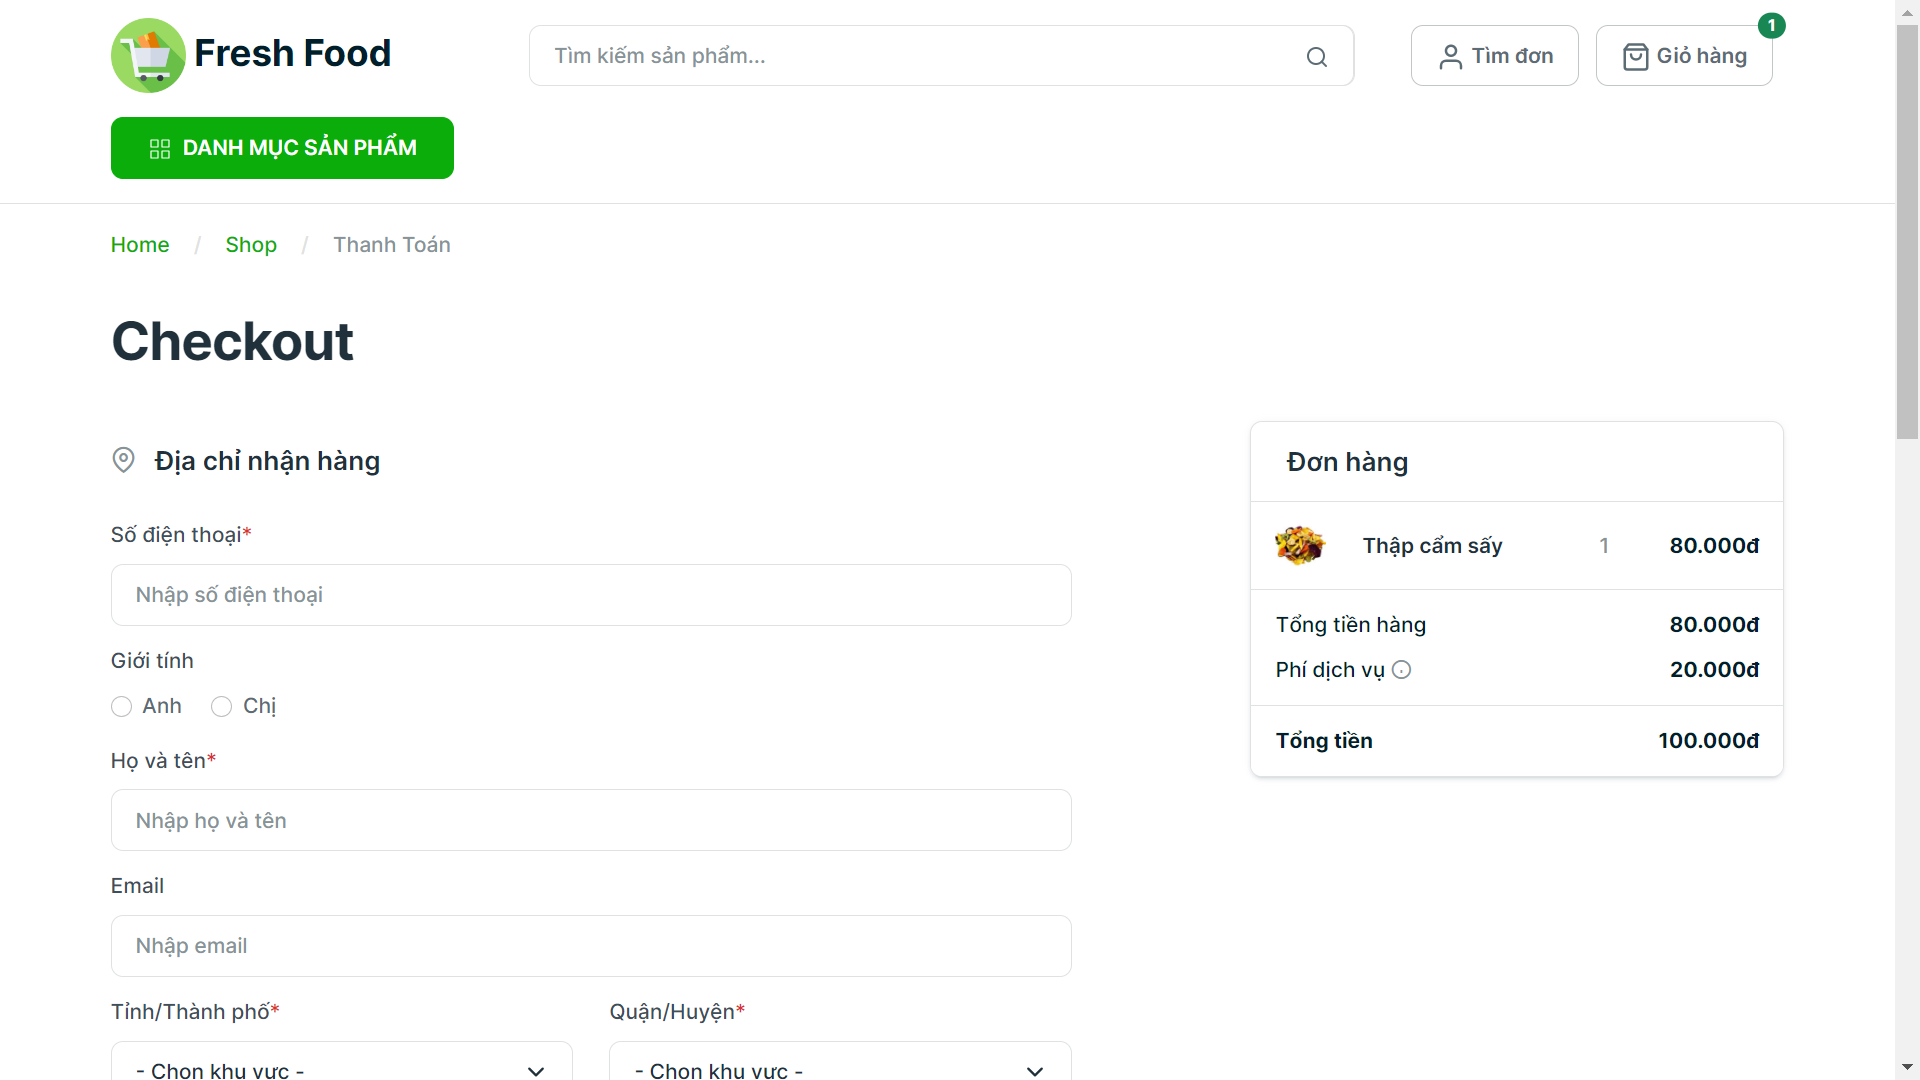 Fresh Food
Tìm kiếm sản phẩm...
Tìm đơn
Giỏ hàng
1
DANH MỤC SẢN PHẨM
Home / Shop / Thanh Toán
Checkout
Địa chỉ nhận hàng
Số điện thoại*
Nhập số điện thoại
Giới tính
Anh
Chị
Họ và tên*
Nhập họ và tên
Email
Nhập email
Tỉnh/Thành phố*
- Chọn khu vực -
Quận/Huyện*
- Chọn khu vực -
Đơn hàng
Thập cẩm sấy 1 80.000đ
Tổng tiền hàng 80.000đ
Phí dịch vụ 20.000đ
Tổng tiền 100.000đ